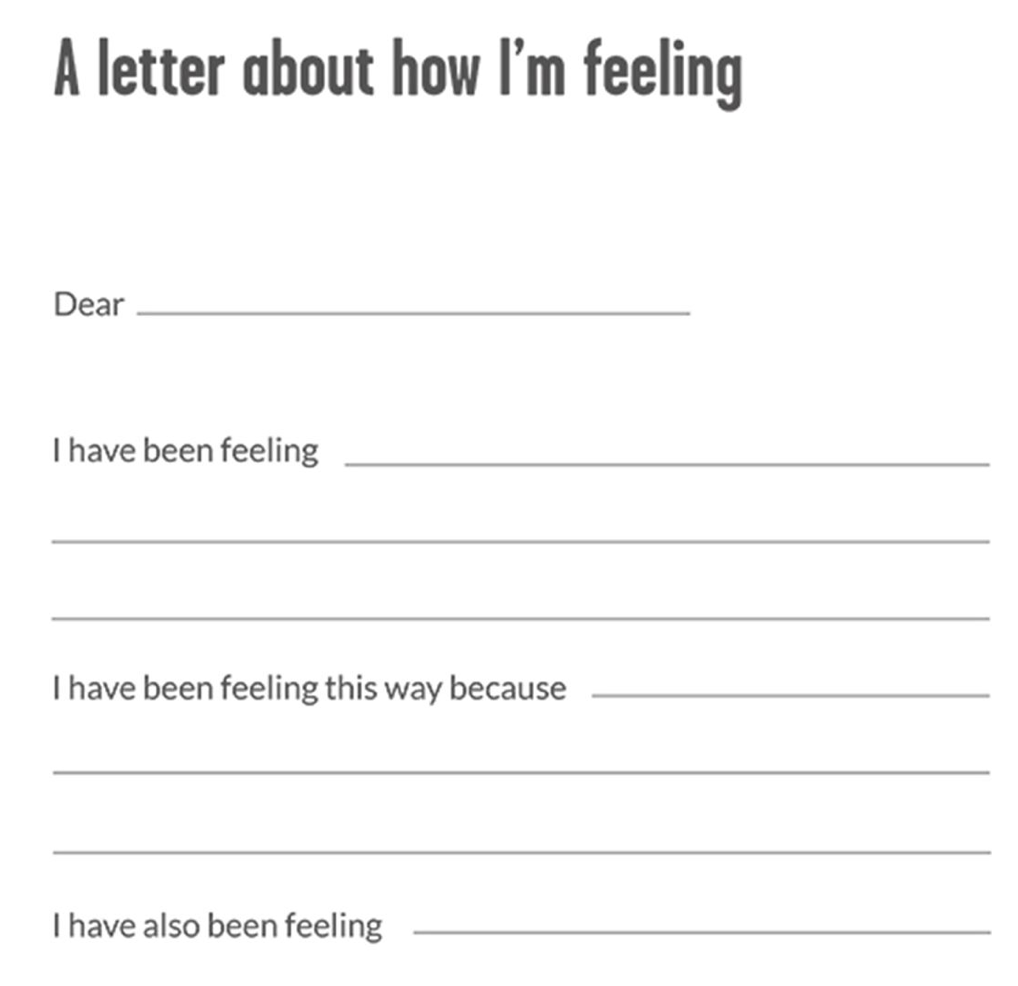 A letter about how I'm feeling
Dear
I have been feeling
I have been feeling this way because
I have also been feeling